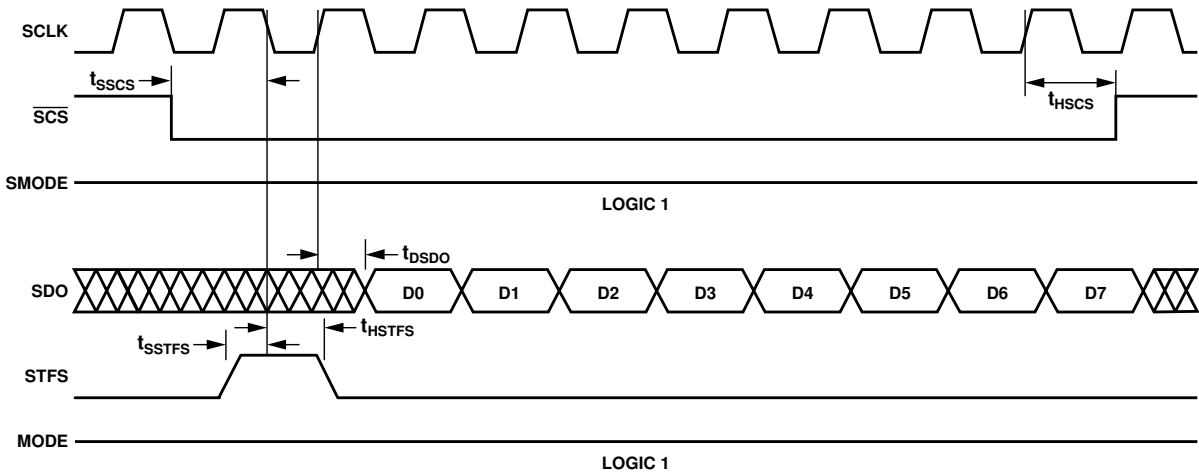 SCLK
tSSCS
SCS
tHSCS
SMODE
LOGIC 1
tDSDO
SDO D0 D1 D2 D3 D4 D5 D6 D7
tHSTFS
tSSTFS
STFS
MODE
LOGIC 1